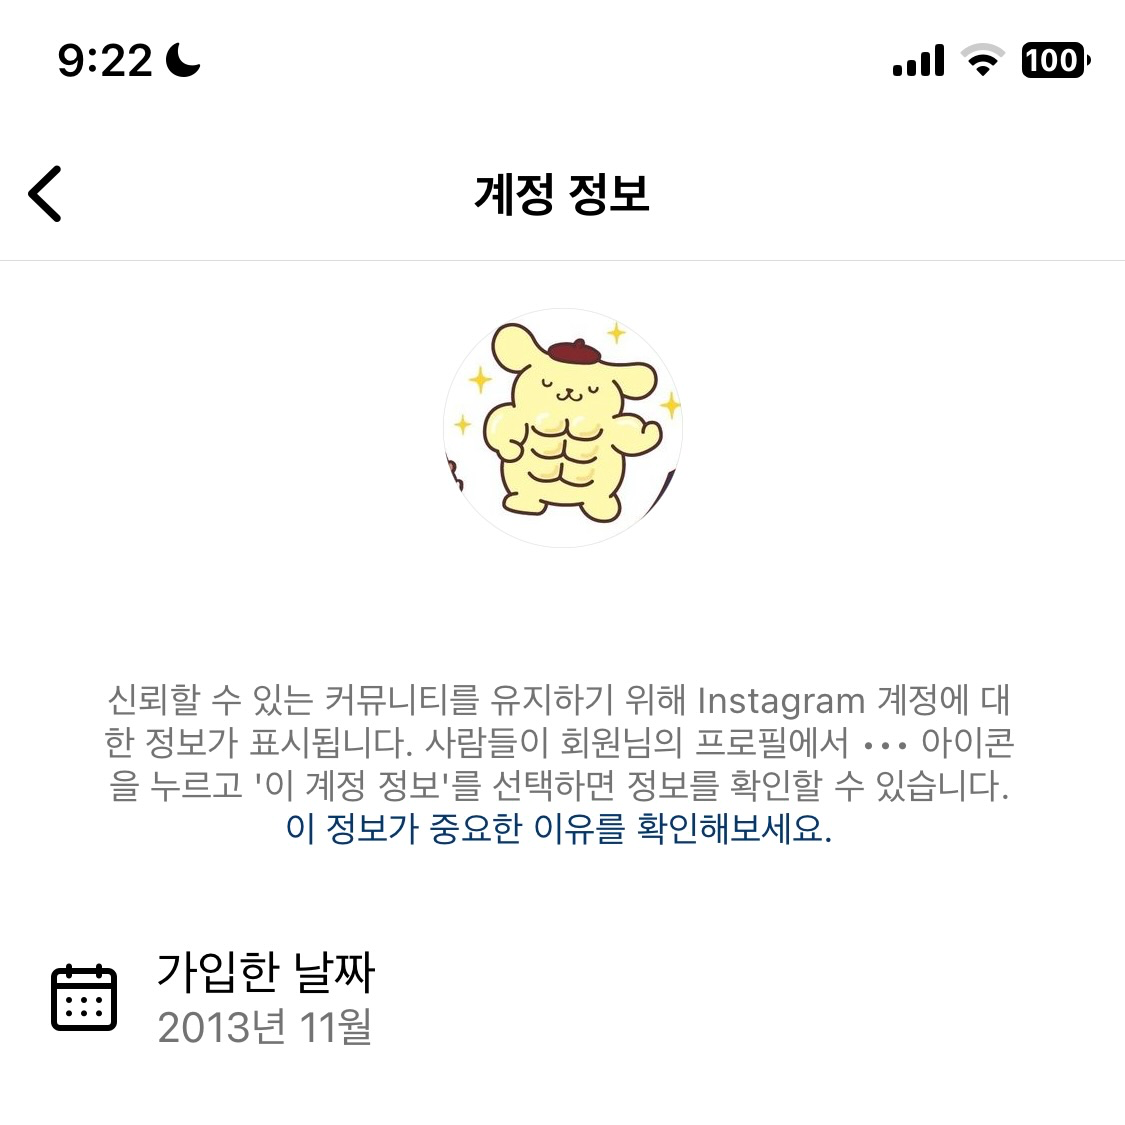 9:22
100
계정 정보
신뢰할 수 있는 커뮤니티를 유지하기 위해 Instagram 계정에 대
한 정보가 표시됩니다. 사람들이 회원님의 프로필에서 ••• 아이콘
을 누르고 '이 계정 정보'를 선택하면 정보를 확인할 수 있습니다.
이 정보가 중요한 이유를 확인해보세요.
가입한 날짜
2013년 11월